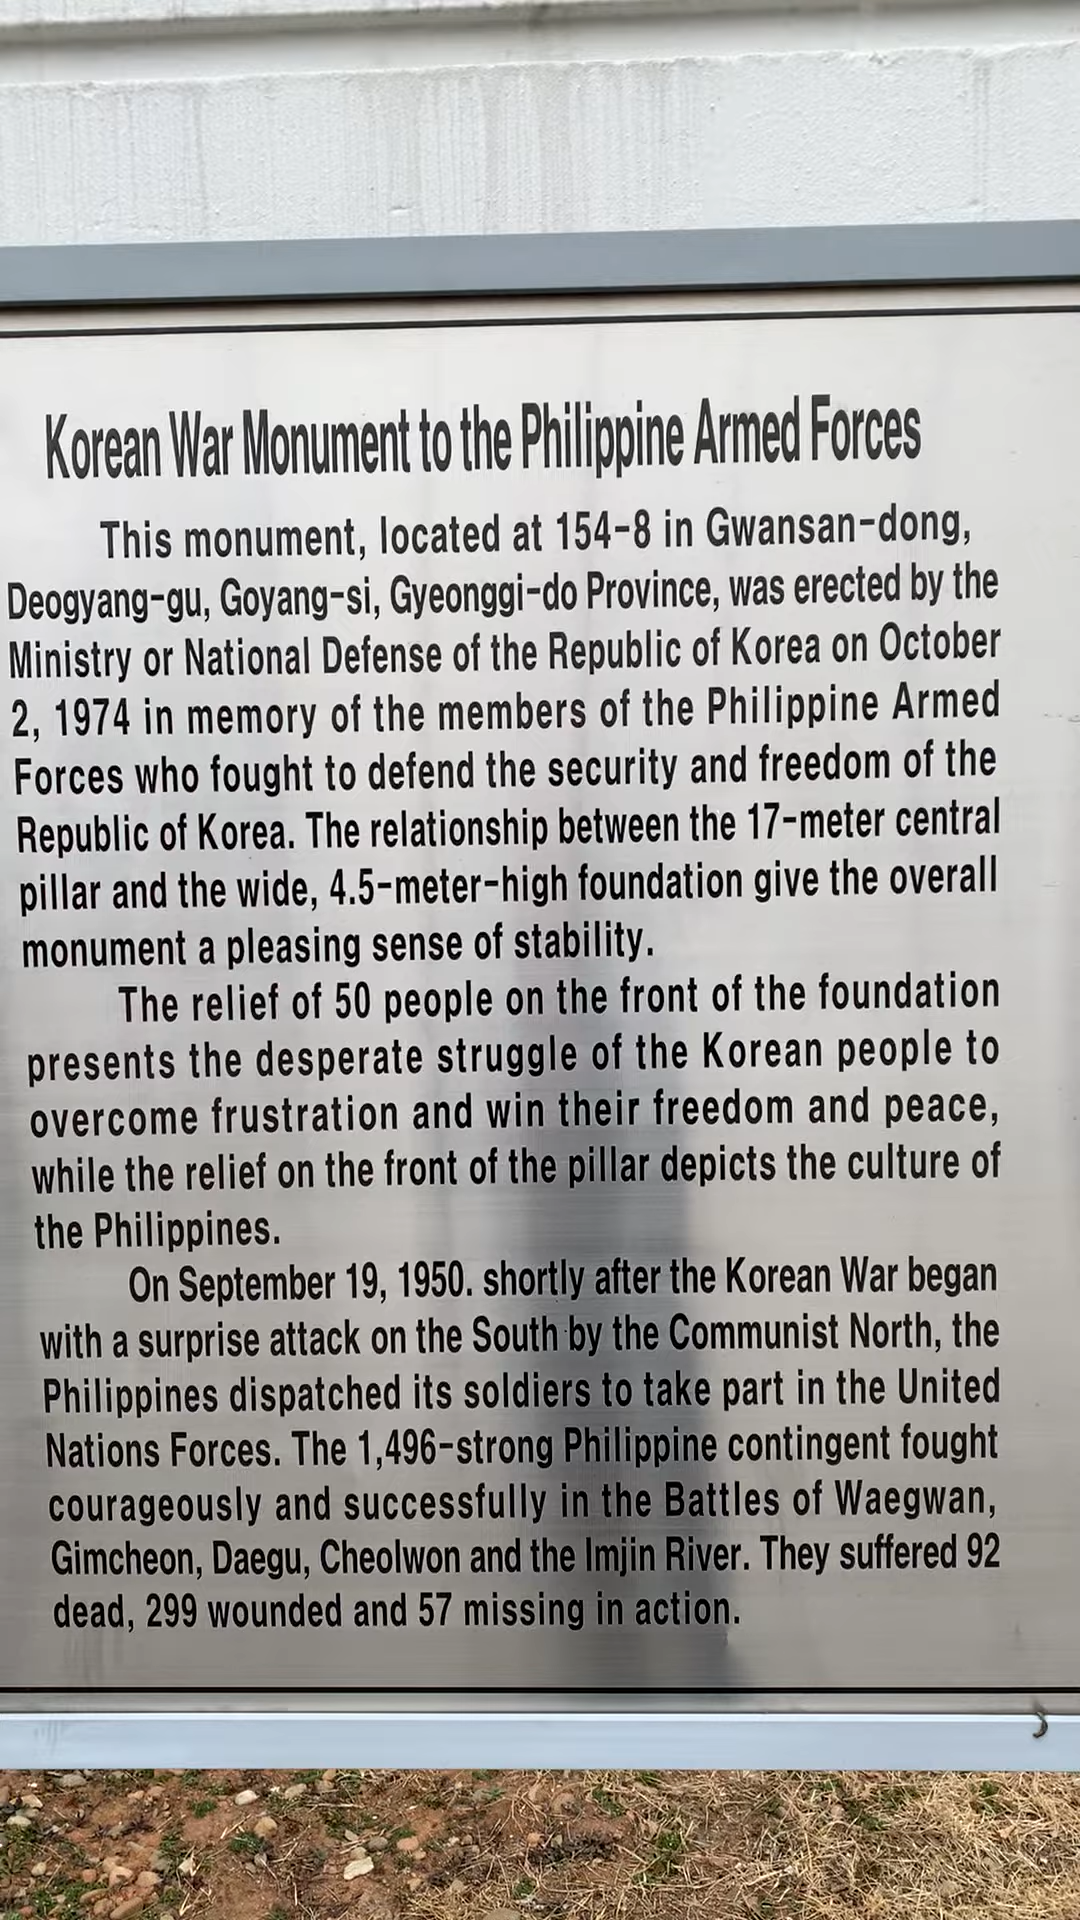 Korean War Monument to the Philippine Armed Forces
This monument, located at 154-8 in Gwansan-dong,
Deogyang-gu, Goyang-si, Gyeonggi-do Province, was erected by the
Ministry or National Defense of the Republic of Korea on October
2, 1974 in memory of the members of the Philippine Armed
Forces who fought to defend the security and freedom of the
Republic of Korea. The relationship between the 17-meter central
pillar and the wide, 4.5-meter-high foundation give the overall
monument a pleasing sense of stability.
The relief of 50 people on the front of the foundation
presents the desperate struggle of the Korean people to
overcome frustration and win their freedom and peace,
while the relief on the front of the pillar depicts the culture of
the Philippines.
On September 19, 1950. shortly after the Korean War began
with a surprise attack on the South by the Communist North, the
Philippines dispatched its soldiers to take part in the United
Nations Forces. The 1,496-strong Philippine contingent fought
courageously and successfully in the Battles of Waegwan,
Gimcheon, Daegu, Cheolwon and the Imjin River. They suffered 92
dead, 299 wounded and 57 missing in action.